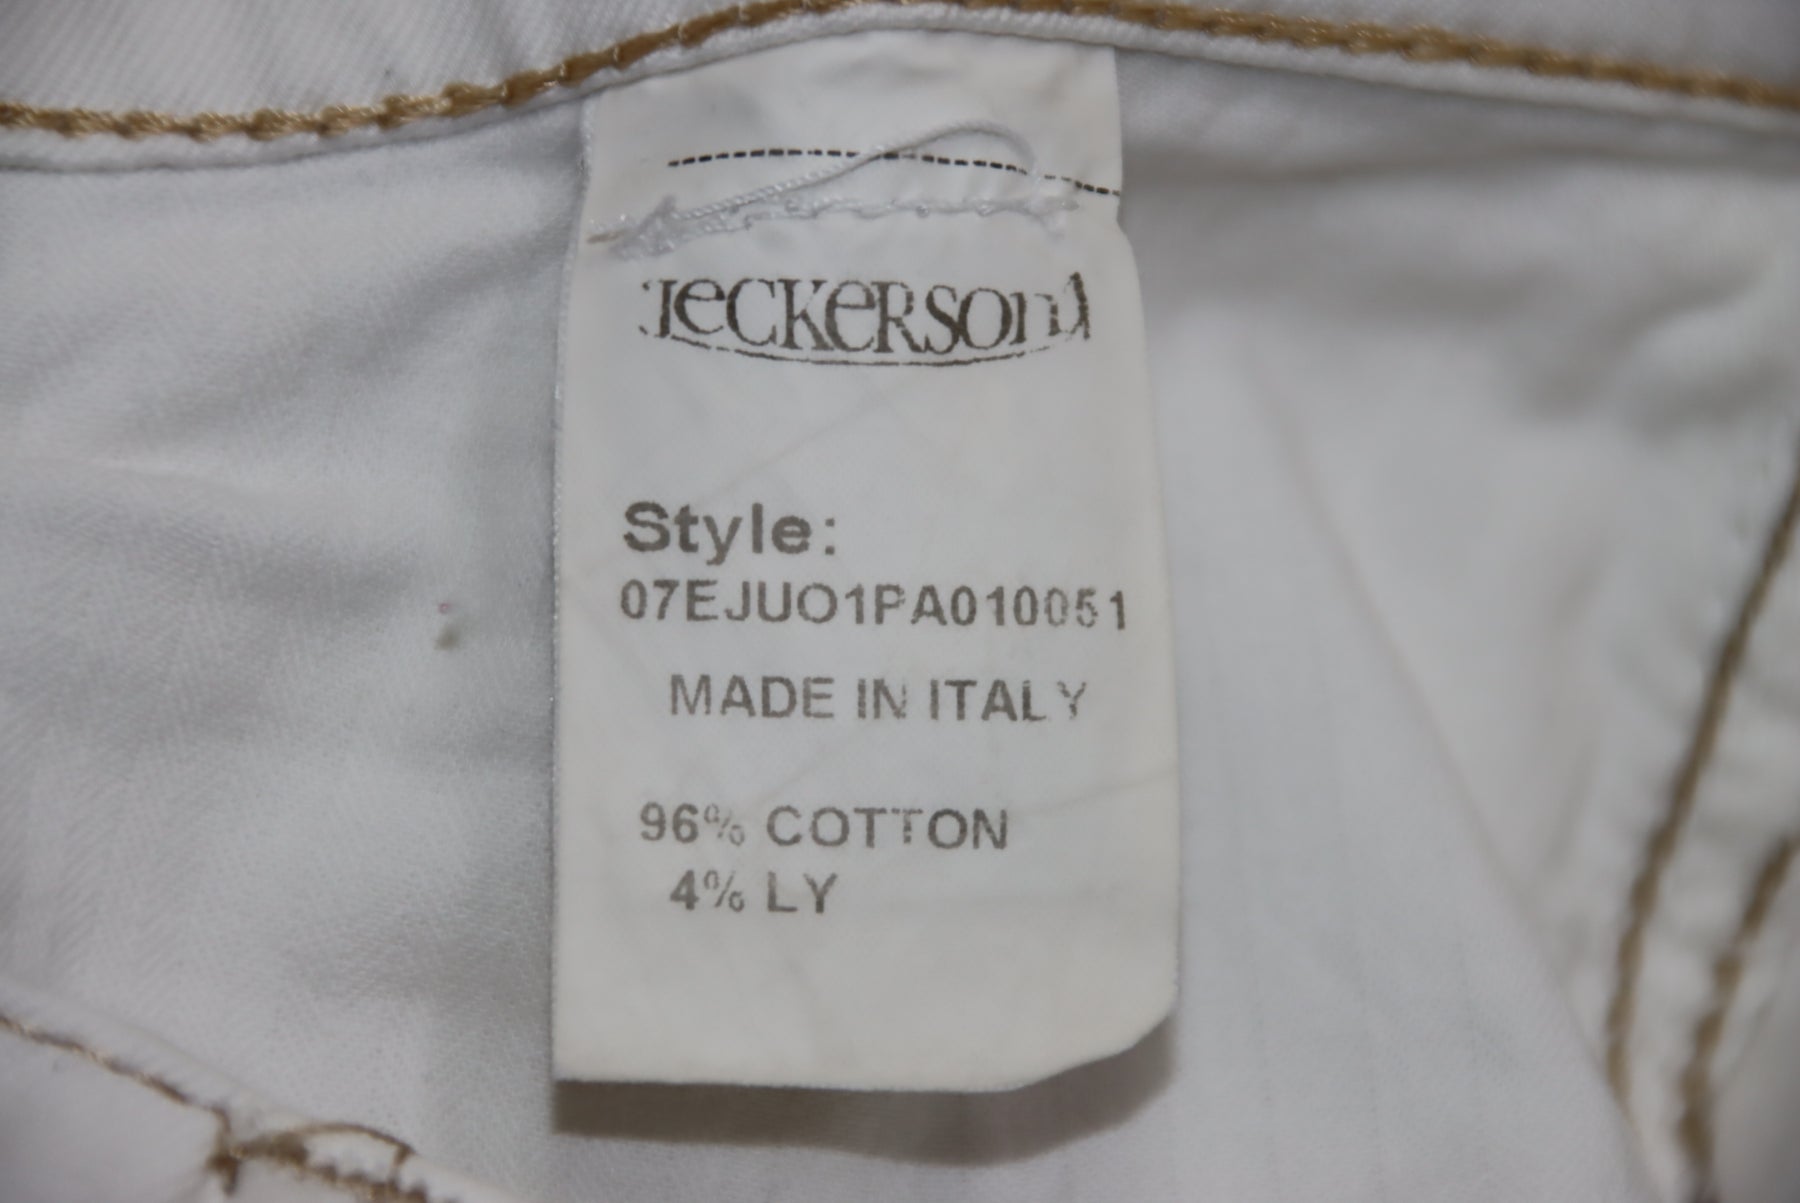 Jeckerson
Style:
07EJUO1PA010051
MADE IN ITALY
96% COTTON
4% LY